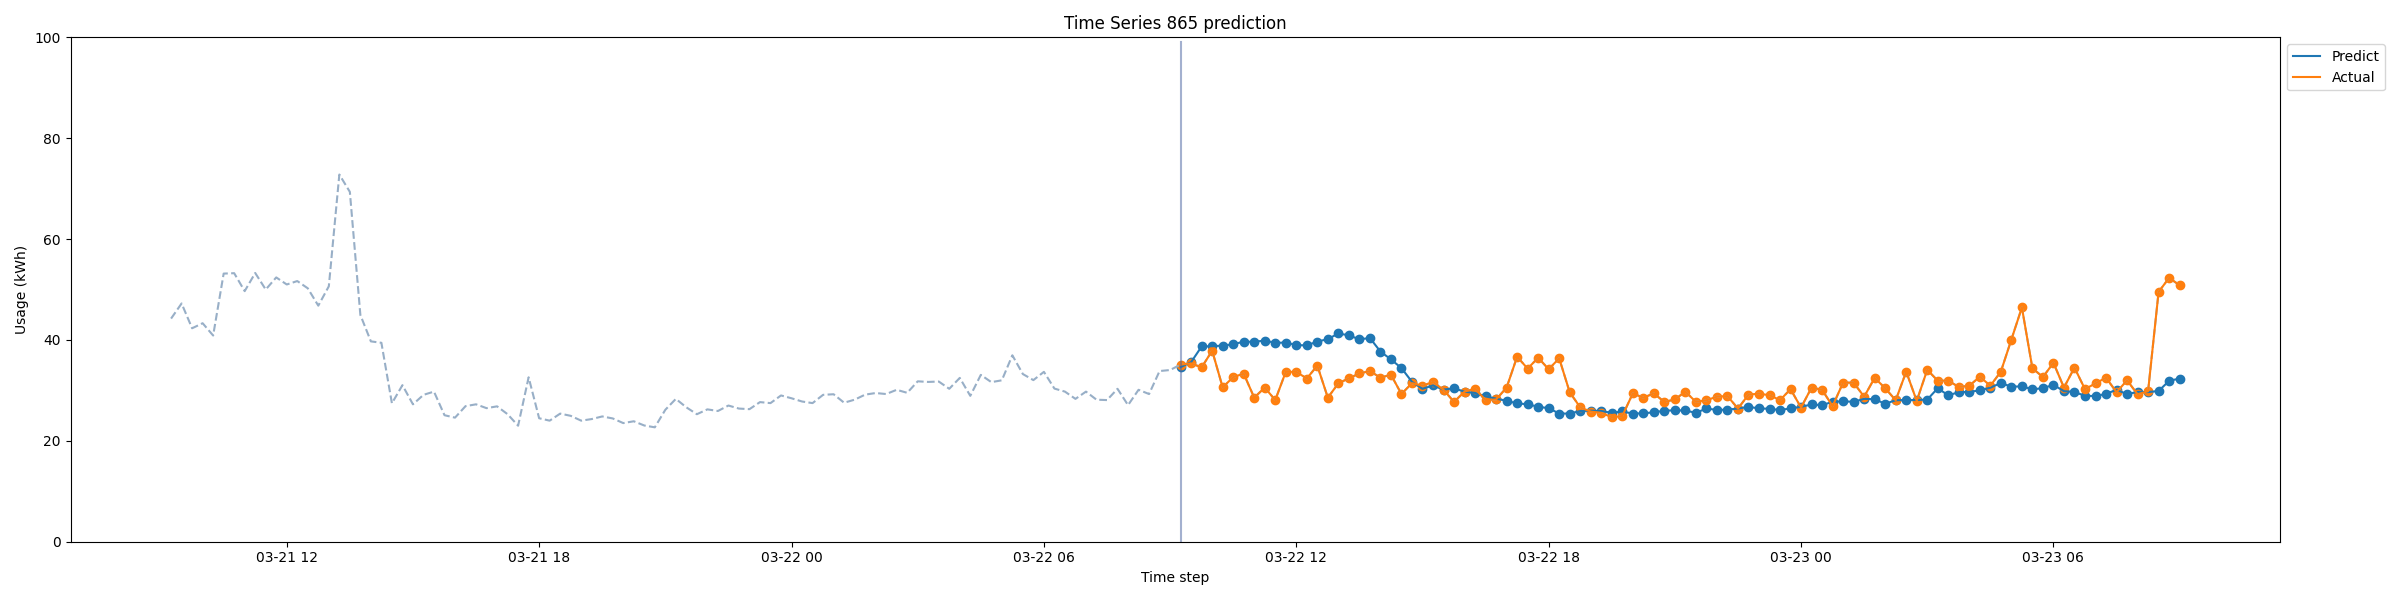 Time Series 865 prediction
100
80
60
40
20
0
Usage (kWh)
03-21 12
03-21 18
03-22 00
03-22 06
03-22 12
03-22 18
03-23 00
03-23 06
Time step
Predict
Actual